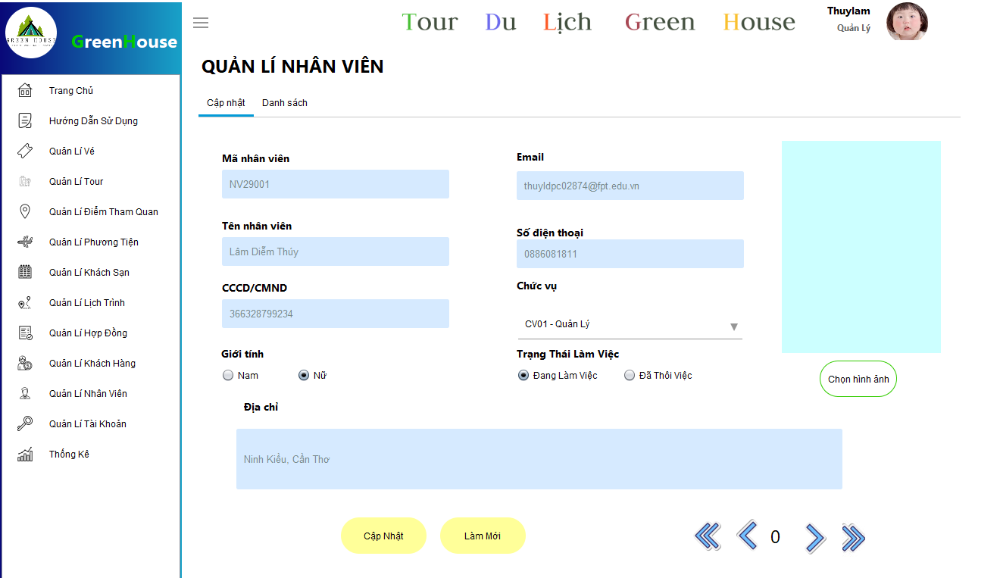 GREEN HOUSE
GreenHouse
Tour Du Lịch Green House
Thuylam
Quản Lý
QUẢN LÍ NHÂN VIÊN
Cập nhật
Danh sách
Trang Chủ
Hướng Dẫn Sử Dụng
Quản Lí Vé
Quản Lí Tour
Quản Lí Điểm Tham Quan
Quản Lí Phương Tiện
Quản Lí Khách Sạn
Quản Lí Lịch Trình
Quản Lí Hợp Đồng
Quản Lí Khách Hàng
Quản Lí Nhân Viên
Quản Lí Tài Khoản
Thống Kê
Mã nhân viên
NV29001
Tên nhân viên
Lâm Diễm Thúy
CCCD/CMND
366328799234
Giới tính
Nam
Nữ
Email
thuyldpc02874@fpt.edu.vn
Số điện thoại
0886081811
Chức vụ
CV01 - Quản Lý
Trạng Thái Làm Việc
Đang Làm Việc
Đã Thôi Việc
Chọn hình ảnh
Địa chỉ
Ninh Kiều, Cần Thơ
Cập Nhật
Làm Mới
0